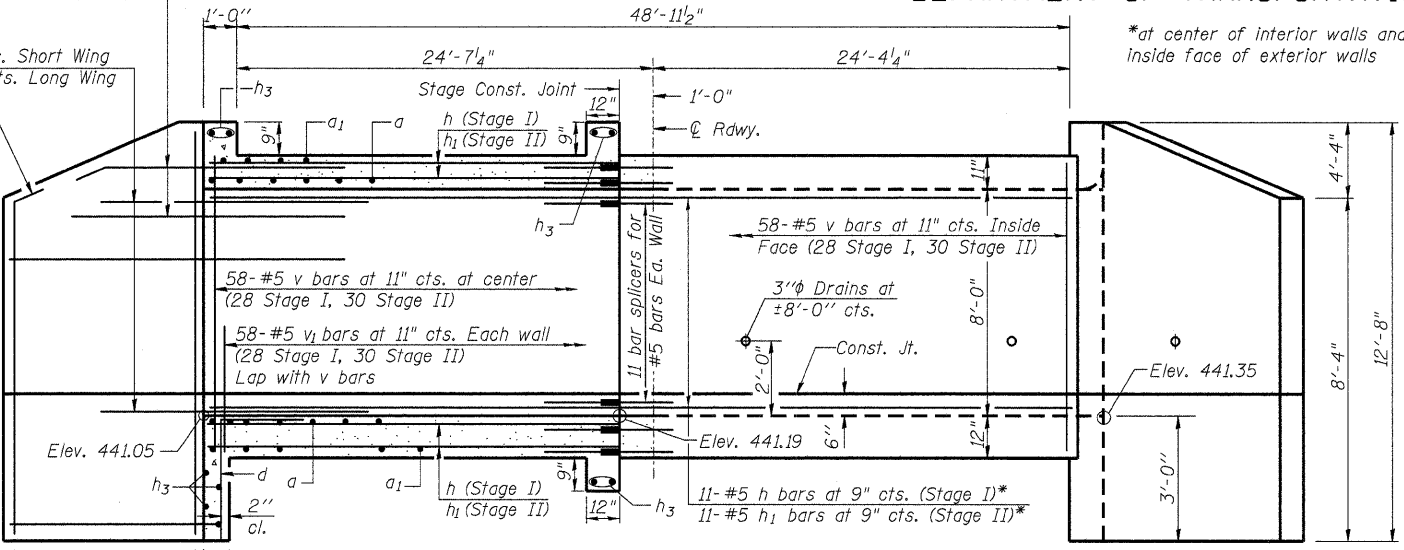 1'-0"
48'-11½"
*at center of interior walls and
inside face of exterior walls
. Short Wing
ts. Long Wing
24'-7¼"
24'-4¼"
h3
Stage Const. Joint
12"
1'-0"
℄ Rdwy.
9"
a1
a
h (Stage I)
h1 (Stage II)
9"
h3
11"
4'-4"
11 bar splicers for
#5 bars Ea. Wall
58-#5 v bars at 11" cts. Inside
Face (28 Stage I, 30 Stage II)
58-#5 v bars at 11" cts. at center
(28 Stage I, 30 Stage II)
3"ϕ Drains at
±8'-0" cts.
8'-0"
58-#5 v1 bars at 11" cts. Each wall
(28 Stage I, 30 Stage II)
Lap with v bars
2'-0"
Const. Jt.
8'-4"
12'-8"
Elev. 441.35
Elev. 441.05
Elev. 441.19
6"
12"
3'-0"
h3
d
a
a1
h (Stage I)
h1 (Stage II)
9"
h3
2"
cl.
12"
11-#5 h bars at 9" cts. (Stage I)*
11-#5 h1 bars at 9" cts. (Stage II)*